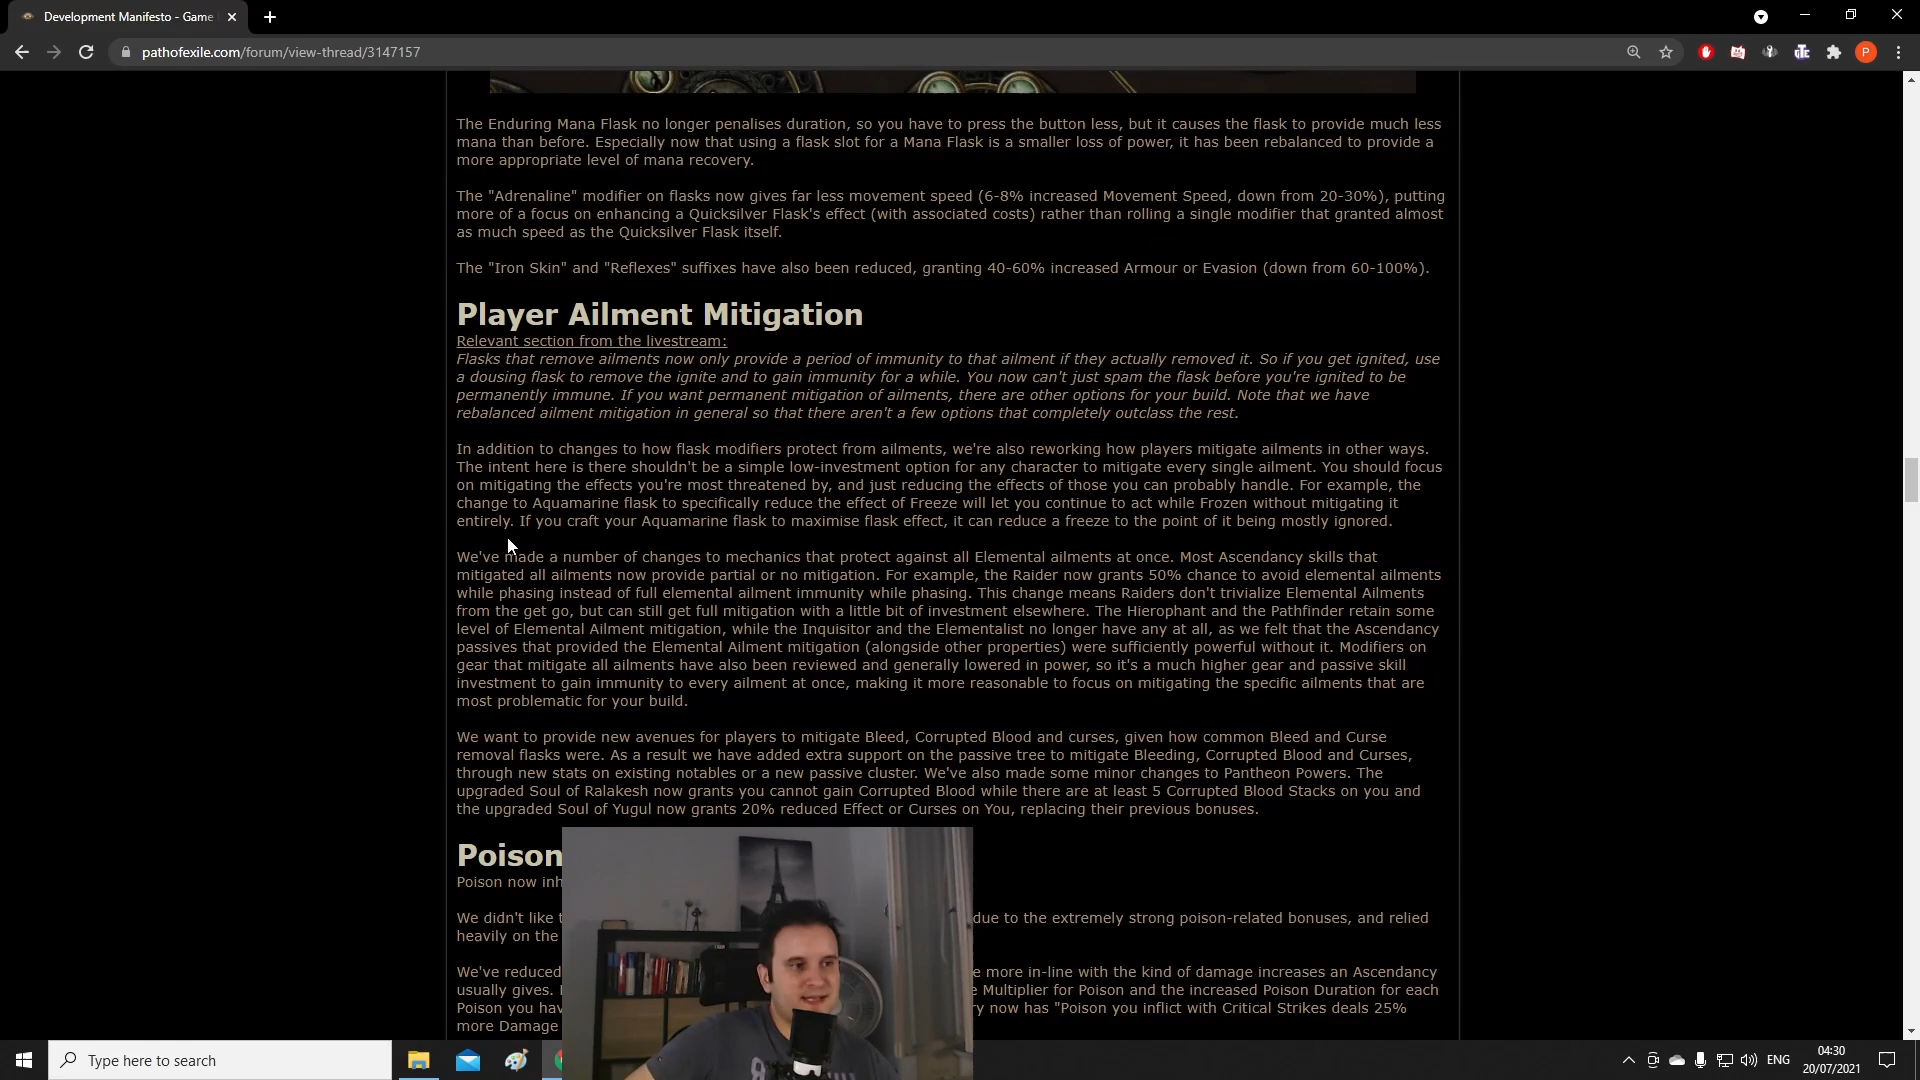 Development Manifesto - Game
pathofexile.com/forum/view-thread/3147157
P
The Enduring Mana Flask no longer penalises duration, so you have to press the button less, but it causes the flask to provide much less
mana than before. Especially now that using a flask slot for a Mana Flask is a smaller loss of power, it has been rebalanced to provide a
more appropriate level of mana recovery.
The "Adrenaline" modifier on flasks now gives far less movement speed (6-8% increased Movement Speed, down from 20-30%), putting
more of a focus on enhancing a Quicksilver Flask's effect (with associated costs) rather than rolling a single modifier that granted almost
as much speed as the Quicksilver Flask itself.
The "Iron Skin" and "Reflexes" suffixes have also been reduced, granting 40-60% increased Armour or Evasion (down from 60-100%).
Player Ailment Mitigation
Relevant section from the livestream:
Flasks that remove ailments now only provide a period of immunity to that ailment if they actually removed it. So if you get ignited, use
a dousing flask to remove the ignite and to gain immunity for a while. You now can't just spam the flask before you're ignited to be
permanently immune. If you want permanent mitigation of ailments, there are other options for your build. Note that we have
rebalanced ailment mitigation in general so that there aren't a few options that completely outclass the rest.
In addition to changes to how flask modifiers protect from ailments, we're also reworking how players mitigate ailments in other ways.
The intent here is there shouldn't be a simple low-investment option for any character to mitigate every single ailment. You should focus
on mitigating the effects you're most threatened by, and just reducing the effects of those you can probably handle. For example, the
change to Aquamarine flask to specifically reduce the effect of Freeze will let you continue to act while Frozen without mitigating it
entirely. If you craft your Aquamarine flask to maximise flask effect, it can reduce a freeze to the point of it being mostly ignored.
We've made a number of changes to mechanics that protect against all Elemental ailments at once. Most Ascendancy skills that
mitigated all ailments now provide partial or no mitigation. For example, the Raider now grants 50% chance to avoid elemental ailments
while phasing instead of full elemental ailment immunity while phasing. This change means Raiders don't trivialize Elemental Ailments
from the get go, but can still get full mitigation with a little bit of investment elsewhere. The Hierophant and the Pathfinder retain some
level of Elemental Ailment mitigation, while the Inquisitor and the Elementalist no longer have any at all, as we felt that the Ascendancy
passives that provided the Elemental Ailment mitigation (alongside other properties) were sufficiently powerful without it. Modifiers on
gear that mitigate all ailments have also been reviewed and generally lowered in power, so it's a much higher gear and passive skill
investment to gain immunity to every ailment at once, making it more reasonable to focus on mitigating the specific ailments that are
most problematic for your build.
We want to provide new avenues for players to mitigate Bleed, Corrupted Blood and curses, given how common Bleed and Curse
removal flasks were. As a result we have added extra support on the passive tree to mitigate Bleeding, Corrupted Blood and Curses,
through new stats on existing notables or a new passive cluster. We've also made some minor changes to Pantheon Powers. The
upgraded Soul of Ralakesh now grants you cannot gain Corrupted Blood while there are at least 5 Corrupted Blood Stacks on you and
the upgraded Soul of Yugul now grants 20% reduced Effect or Curses on You, replacing their previous bonuses.
Poison
Poison now inh
We didn't like t due to the extremely strong poison-related bonuses, and relied
heavily on the
We've reduced e more in-line with the kind of damage increases an Ascendancy
usually gives. e Multiplier for Poison and the increased Poison Duration for each
Poison you hav ry now has "Poison you inflict with Critical Strikes deals 25%
more Damage
Type here to search
ENG
04:30
20/07/2021